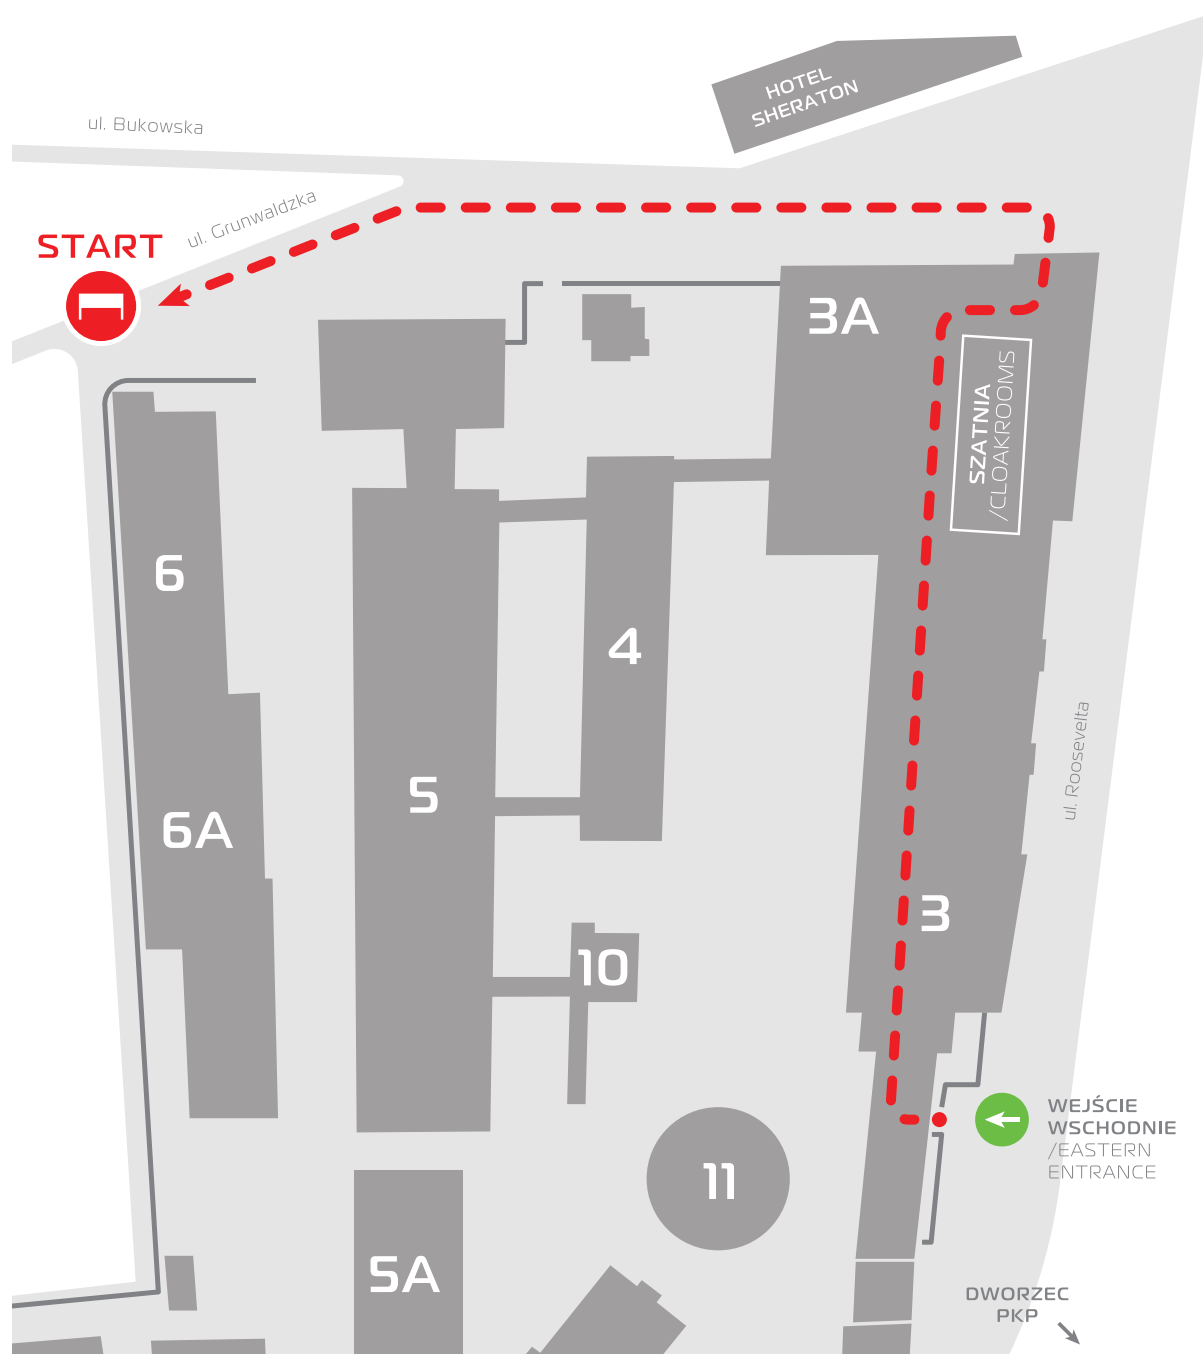 HOTEL
SHERATON
ul. Bukowska
ul. Grunwaldzka
START
3A
SZATNIA
/CLOAKROOMS
6
4
ul. Roosevelta
5
6A
3
10
WEJŚCIE
WSCHODNIE
/EASTERN
ENTRANCE
11
5A
DWORZEC
PKP